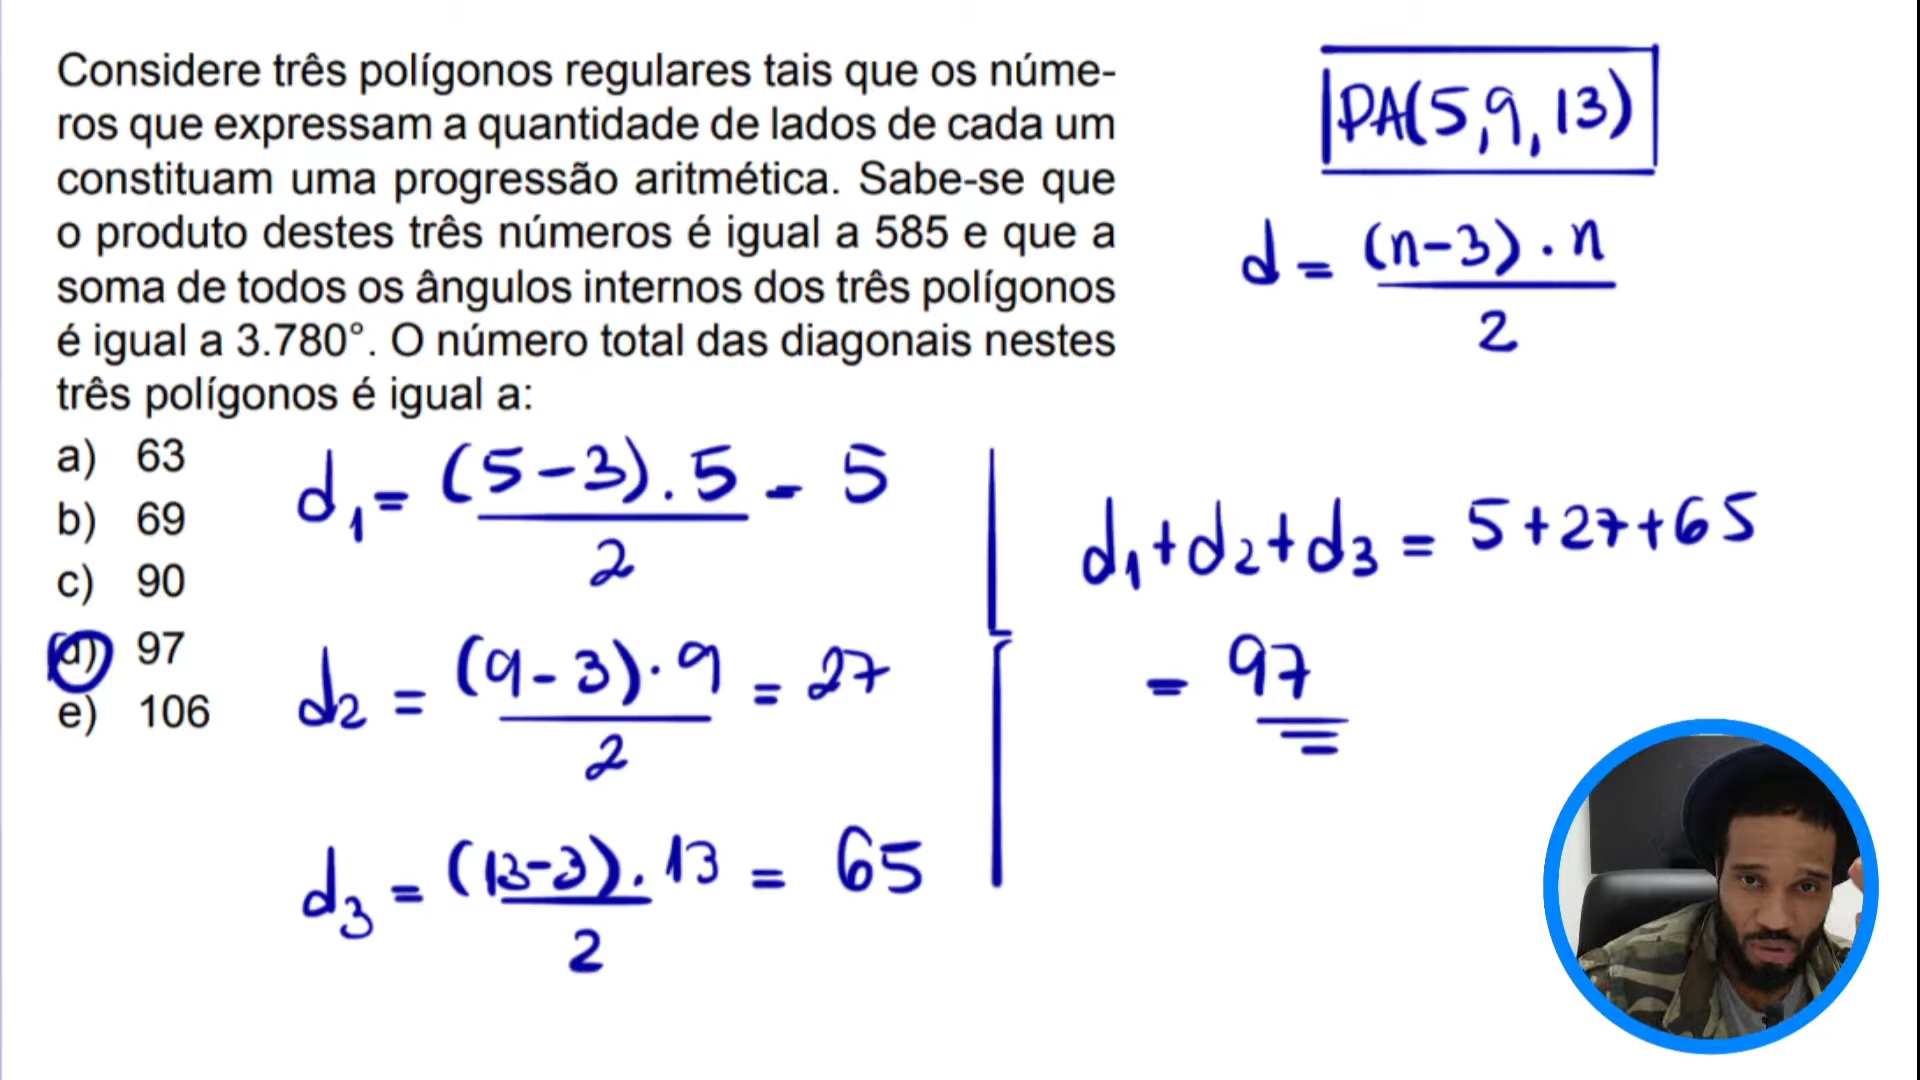 Considere três polígonos regulares tais que os núme-
ros que expressam a quantidade de lados de cada um
constituam uma progressão aritmética. Sabe-se que
o produto destes três números é igual a 585 e que a
soma de todos os ângulos internos dos três polígonos
é igual a 3.780°. O número total das diagonais nestes
três polígonos é igual a:
a) 63
b) 69
c) 90
d) 97
e) 106
PA(5,9,13)
d = (n-3).n
2
d1 = (5-3).5 - 5
2
d2 = (9-3).9 = 27
2
d3 = (13-3).13 = 65
2
d1+d2+d3 = 5+27+65
= 97